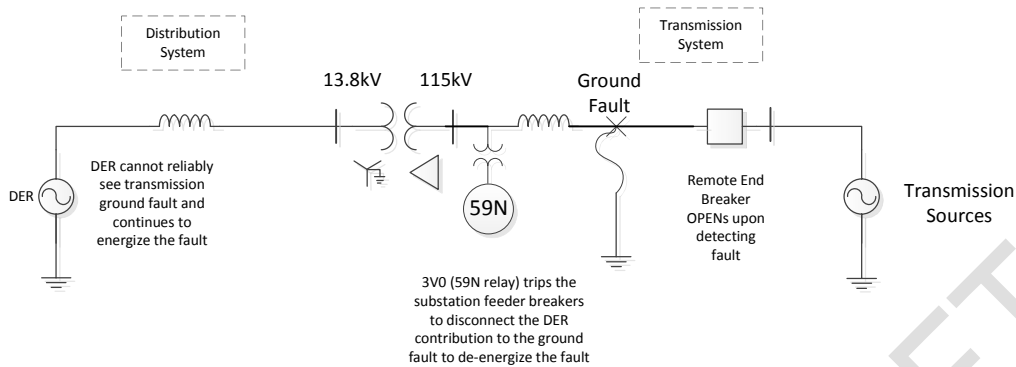 Distribution
System
Transmission
System
13.8kV
115kV
Ground
Fault
DER cannot reliably
see transmission
ground fault and
continues to
energize the fault
DER
59N
Remote End
Breaker
OPENs upon
detecting
fault
Transmission
Sources
3V0 (59N relay) trips the
substation feeder breakers
to disconnect the DER
contribution to the ground
fault to de-energize the fault
ET